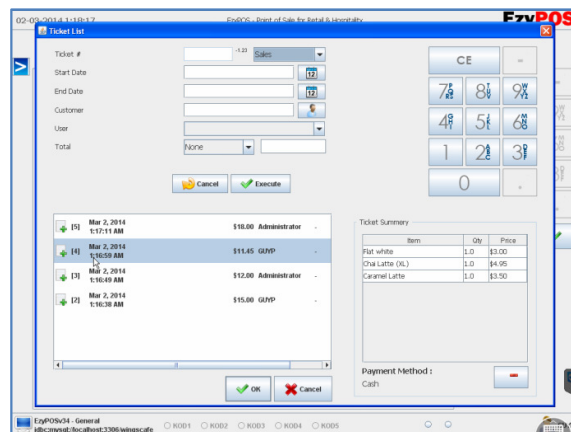 02-03-2014 1:18:17
EzyPOS - Point of Sale for Retail & Hospitality
EzyPOS
Ticket List
Ticket #
-1.23
Sales
Start Date
12
End Date
12
Customer
User
Total
None
Cancel
Execute
CE
-
7 P Q R S
8 T U V
9 W X Y Z
4 G H I
5 J K L
6 M N O
1
2 A B C
3 D E F
0
.
[5] Mar 2, 2014 1:17:11 AM $18.00 Administrator -
[4] Mar 2, 2014 1:16:59 AM $11.45 GUYP -
[3] Mar 2, 2014 1:16:49 AM $12.00 Administrator -
[2] Mar 2, 2014 1:16:38 AM $15.00 GUYP -
Ticket Summery
Item Qty Price
Flat white 1.0 $3.00
Chai Latte (XL) 1.0 $4.95
Caramel Latte 1.0 $3.50
Payment Method :
Cash
OK
Cancel
EzyPOSv34 - General
jdbc:mysql://localhost:3306/wingscafe
KOD1 KOD2 KOD3 KOD4 KOD5